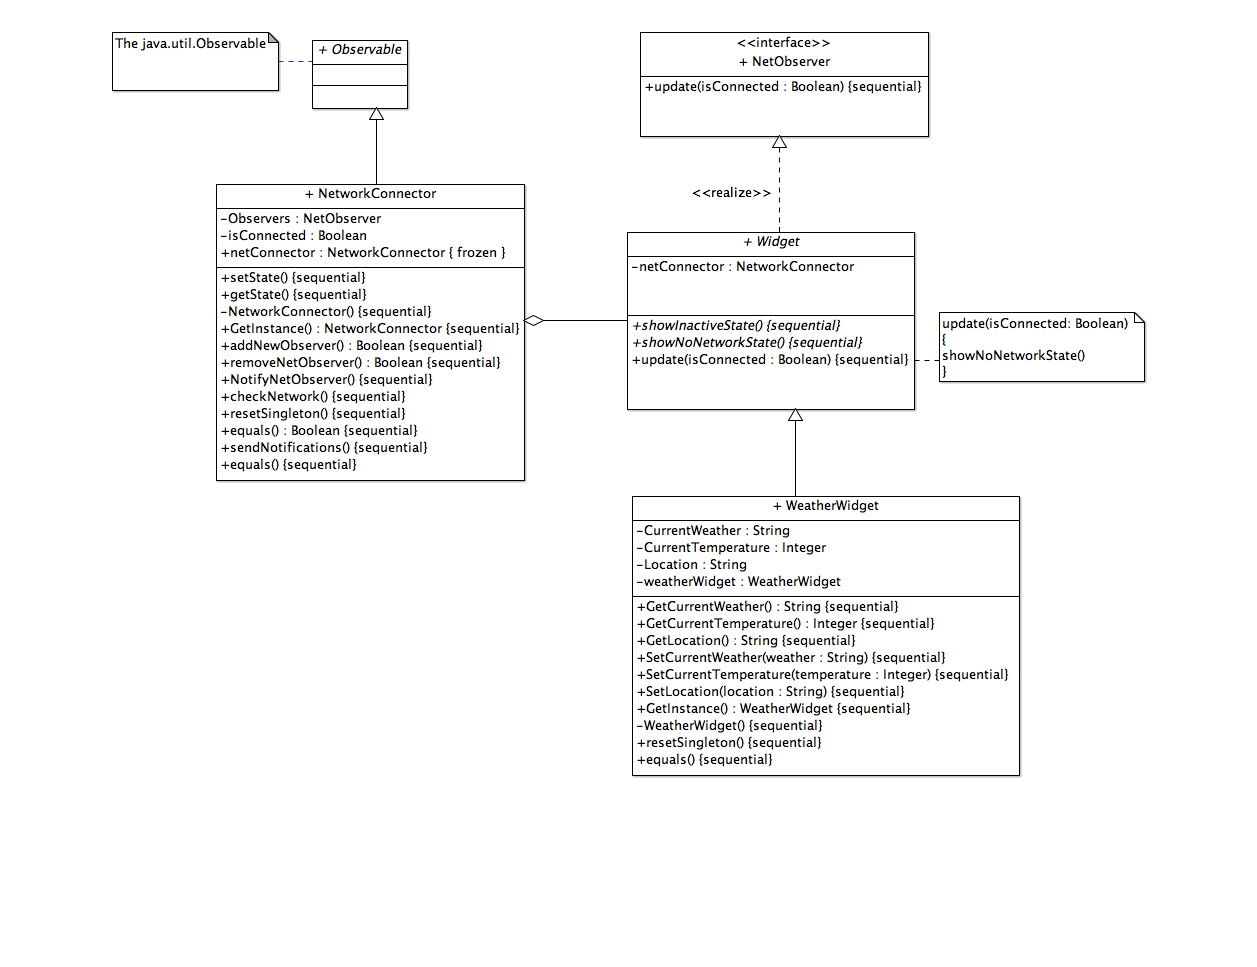 The java.util.Observable
+ Observable
<<interface>>
+ NetObserver
+update(isConnected : Boolean) {sequential}
<<realize>>
+ NetworkConnector
-Observers : NetObserver
-isConnected : Boolean
+netConnector : NetworkConnector { frozen }
+setState() {sequential}
+getState() {sequential}
-NetworkConnector() {sequential}
+GetInstance() : NetworkConnector {sequential}
+addNewObserver() : Boolean {sequential}
+removeNetObserver() : Boolean {sequential}
+NotifyNetObserver() {sequential}
+checkNetwork() {sequential}
+resetSingleton() {sequential}
+equals() : Boolean {sequential}
+sendNotifications() {sequential}
+equals() {sequential}
+ Widget
-netConnector : NetworkConnector
+showInactiveState() {sequential}
+showNoNetworkState() {sequential}
+update(isConnected : Boolean) {sequential}
update(isConnected: Boolean)
{
showNoNetworkState()
}
+ WeatherWidget
-CurrentWeather : String
-CurrentTemperature : Integer
-Location : String
-weatherWidget : WeatherWidget
+GetCurrentWeather() : String {sequential}
+GetCurrentTemperature() : Integer {sequential}
+GetLocation() : String {sequential}
+SetCurrentWeather(weather : String) {sequential}
+SetCurrentTemperature(temperature : Integer) {sequential}
+SetLocation(location : String) {sequential}
+GetInstance() : WeatherWidget {sequential}
-WeatherWidget() {sequential}
+resetSingleton() {sequential}
+equals() {sequential}